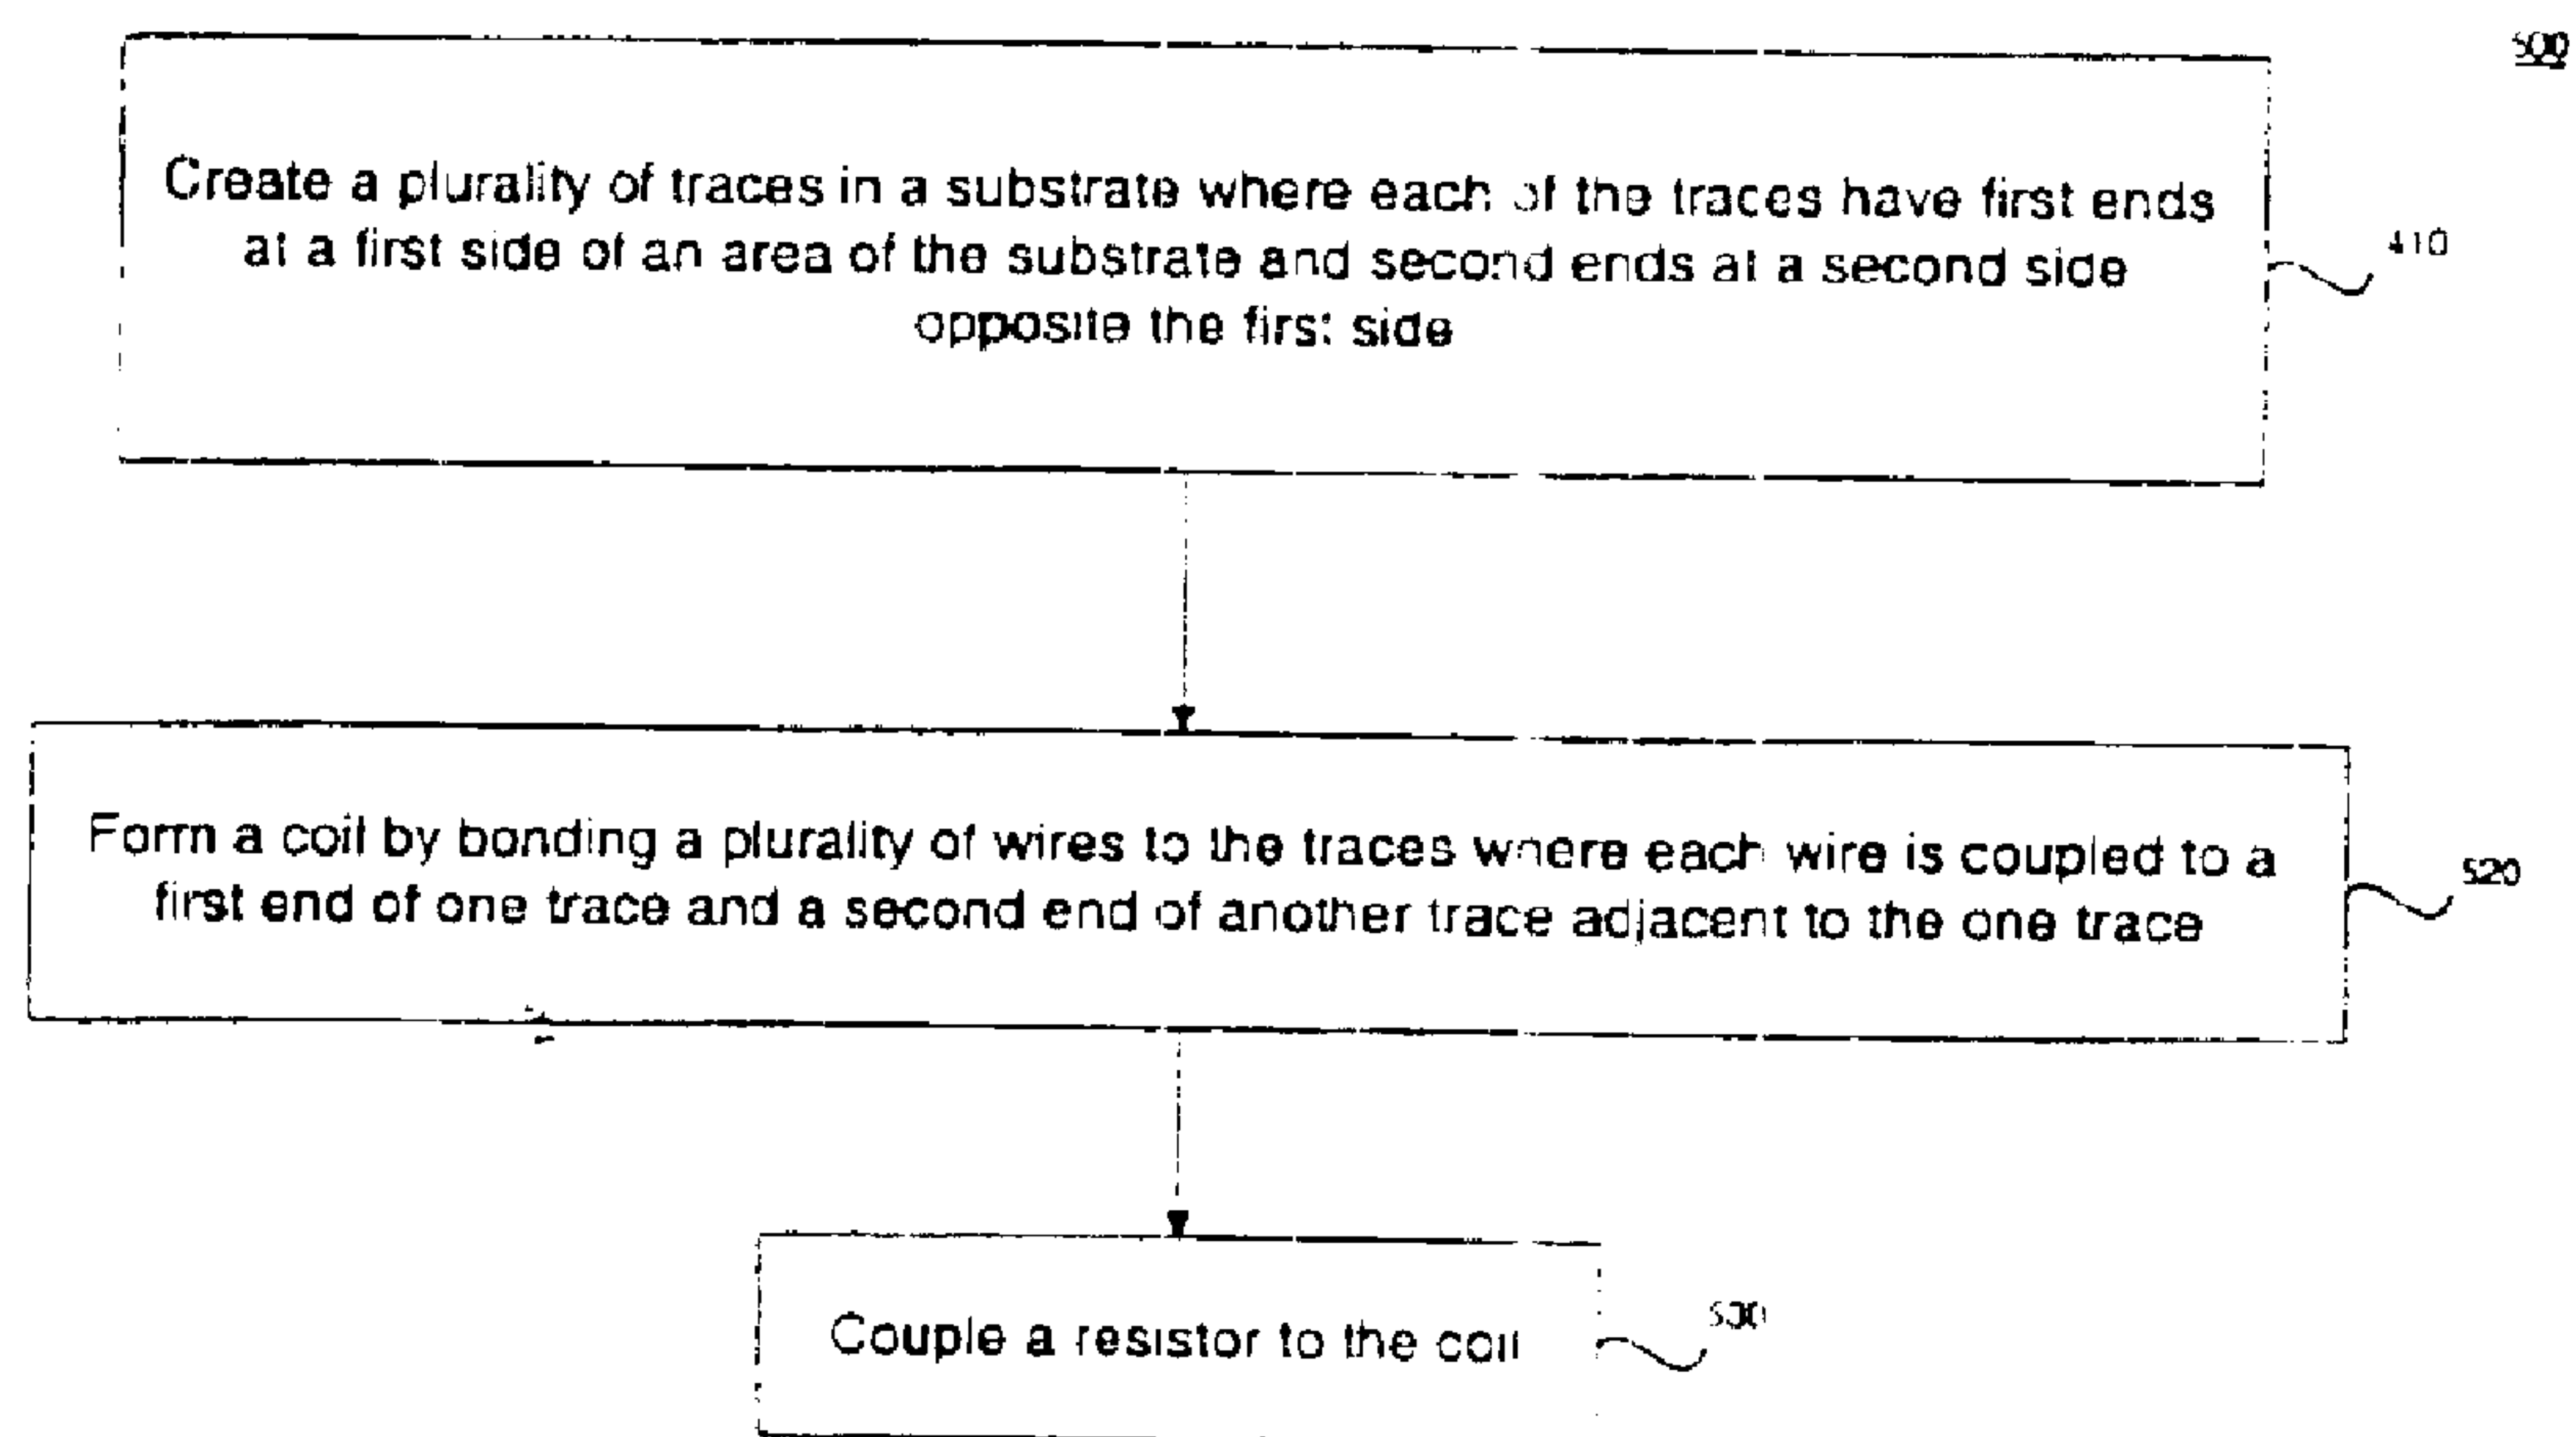 500
Create a plurality of traces in a substrate where each of the traces have first ends
at a first side of an area of the substrate and second ends at a second side
opposite the first side
410
Form a coil by bonding a plurality of wires to the traces where each wire is coupled to a
first end of one trace and a second end of another trace adjacent to the one trace
520
Couple a resistor to the coil
530